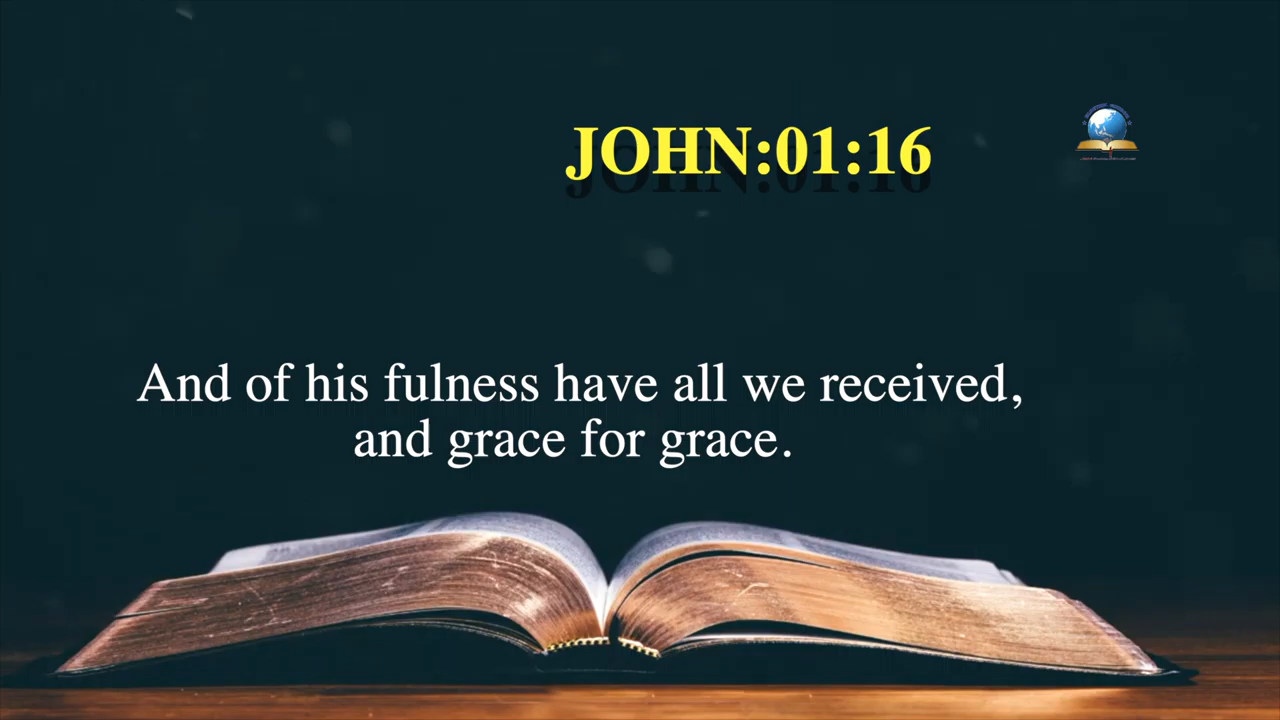 JOHN:01:16
And of his fulness have all we received,
and grace for grace.